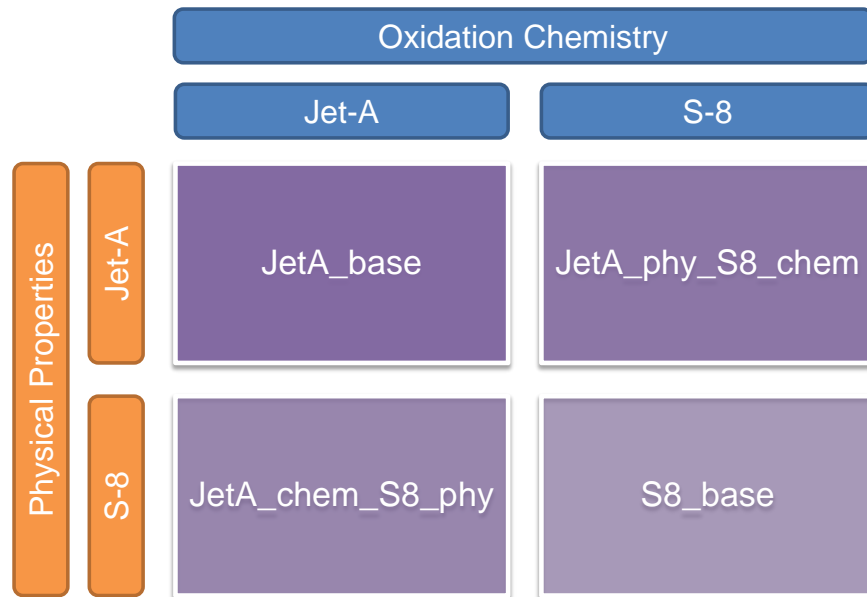 Oxidation Chemistry
Jet-A
S-8
Physical Properties
Jet-A
JetA_base
JetA_phy_S8_chem
S-8
JetA_chem_S8_phy
S8_base